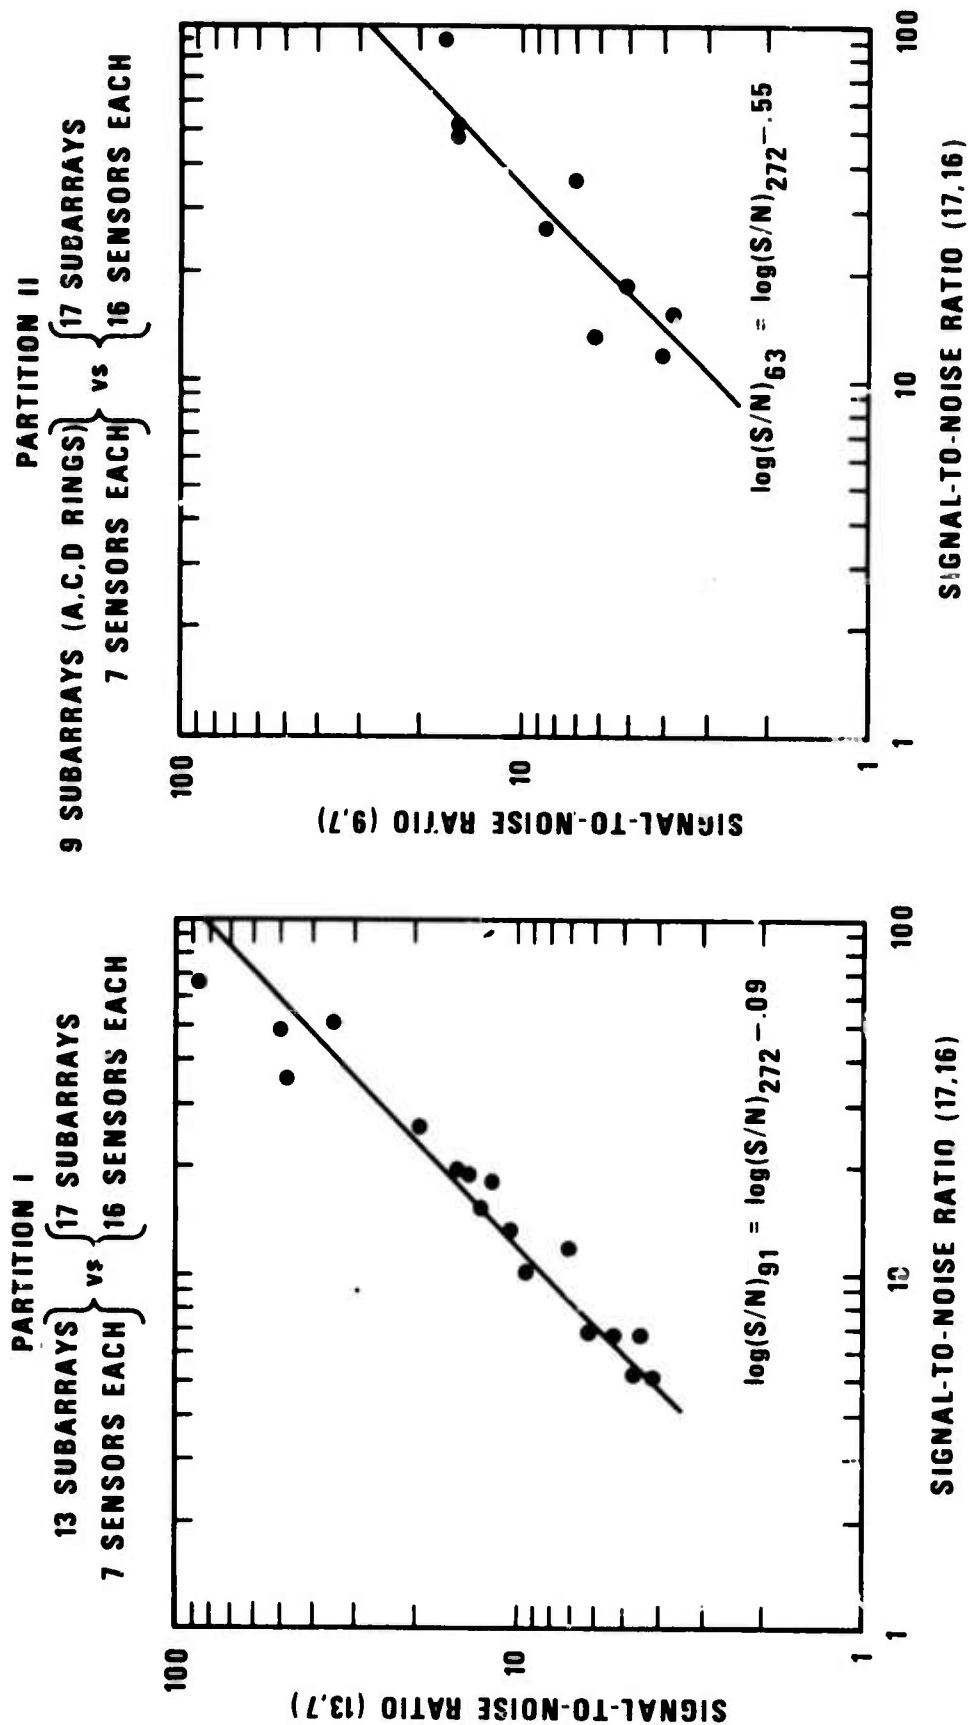 PARTITION I
13 SUBARRAYS } vs { 17 SUBARRAYS
7 SENSORS EACH } { 16 SENSORS EACH
SIGNAL-TO-NOISE RATIO (13,7)
100
10
1
log(S/N)91 = log(S/N)272 -.09
1
10
100
SIGNAL-TO-NOISE RATIO (17,16)
PARTITION II
9 SUBARRAYS (A,C,D RINGS) } vs { 17 SUBARRAYS
7 SENSORS EACH } { 16 SENSORS EACH
SIGNAL-TO-NOISE RATIO (9,7)
100
10
1
log(S/N)63 = log(S/N)272 -.55
1
10
100
SIGNAL-TO-NOISE RATIO (17,16)